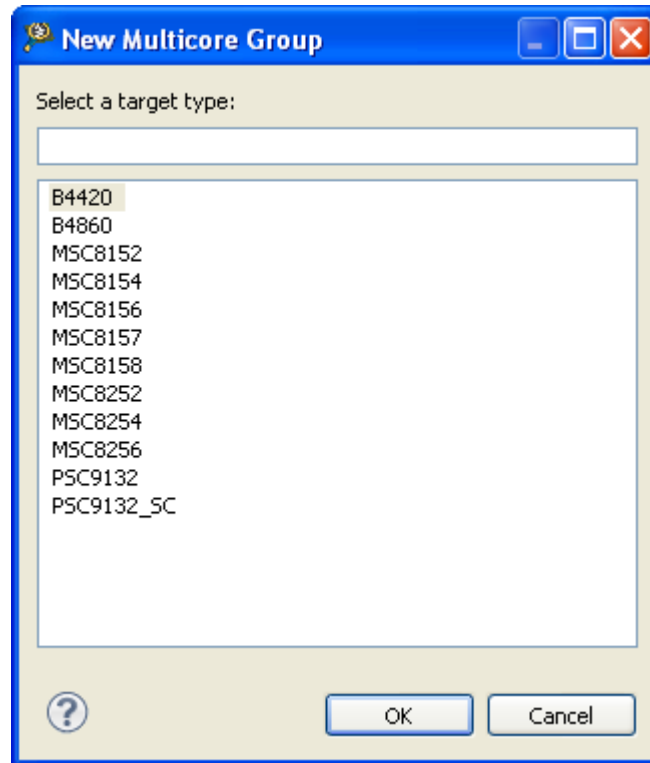 New Multicore Group
Select a target type:
B4420
B4860
MSC8152
MSC8154
MSC8156
MSC8157
MSC8158
MSC8252
MSC8254
MSC8256
PSC9132
PSC9132_SC
?
OK
Cancel